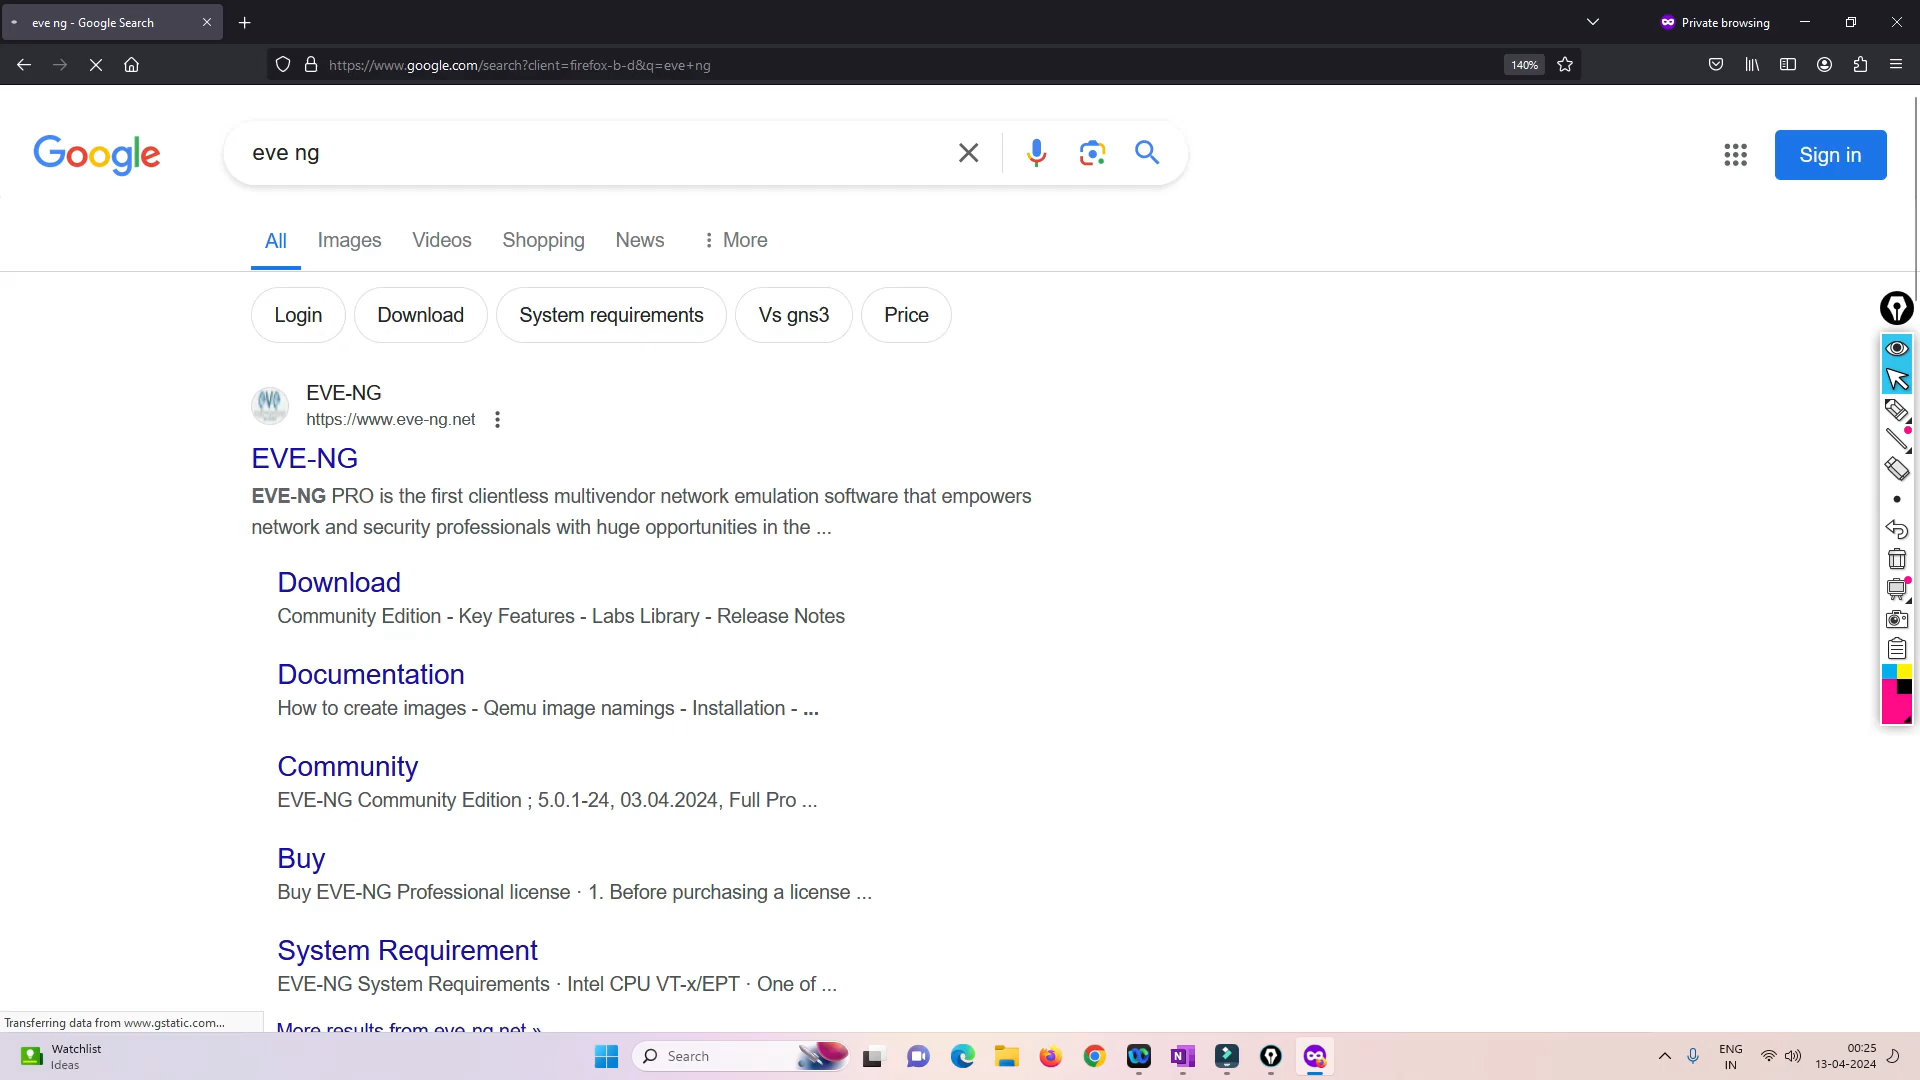 eve ng - Google Search
Private browsing
https://www.google.com/search?client=firefox-b-d&q=eve+ng
140%
Google
eve ng
Sign in
All
Images
Videos
Shopping
News
More
Login
Download
System requirements
Vs gns3
Price
EVE-NG
https://www.eve-ng.net
EVE-NG
EVE-NG PRO is the first clientless multivendor network emulation software that empowers
network and security professionals with huge opportunities in the ...
Download
Community Edition - Key Features - Labs Library - Release Notes
Documentation
How to create images - Qemu image namings - Installation - ...
Community
EVE-NG Community Edition ; 5.0.1-24, 03.04.2024, Full Pro ...
Buy
Buy EVE-NG Professional license · 1. Before purchasing a license ...
System Requirement
EVE-NG System Requirements · Intel CPU VT-x/EPT · One of ...
More results from eve-ng.net »
Transferring data from www.gstatic.com...
Watchlist
Ideas
Search
ENG
IN
00:25
13-04-2024